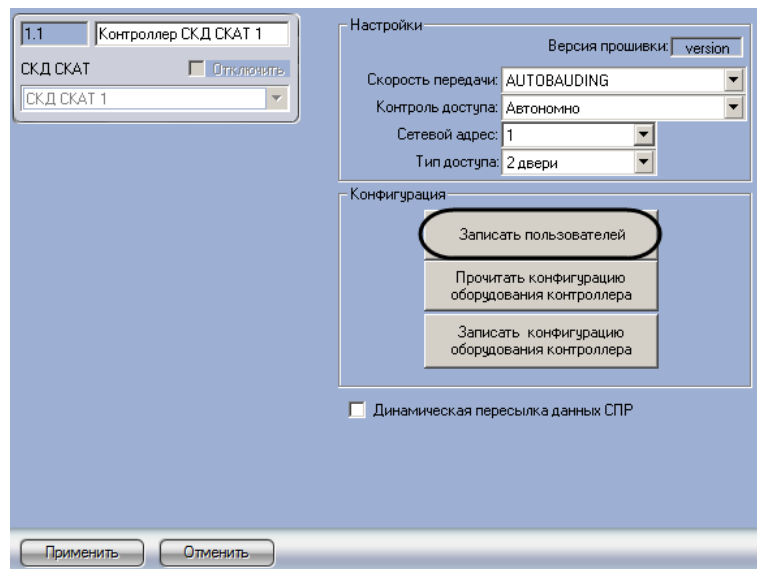 1.1 Контроллер СКД СКАТ 1
СКД СКАТ Отключить
СКД СКАТ 1
Настройки
Версия прошивки: version
Скорость передачи: AUTOBAUDING
Контроль доступа: Автономно
Сетевой адрес: 1
Тип доступа: 2 двери
Конфигурация
Записать пользователей
Прочитать конфигурацию
оборудования контроллера
Записать конфигурацию
оборудования контроллера
Динамическая пересылка данных СПР
Применить Отменить